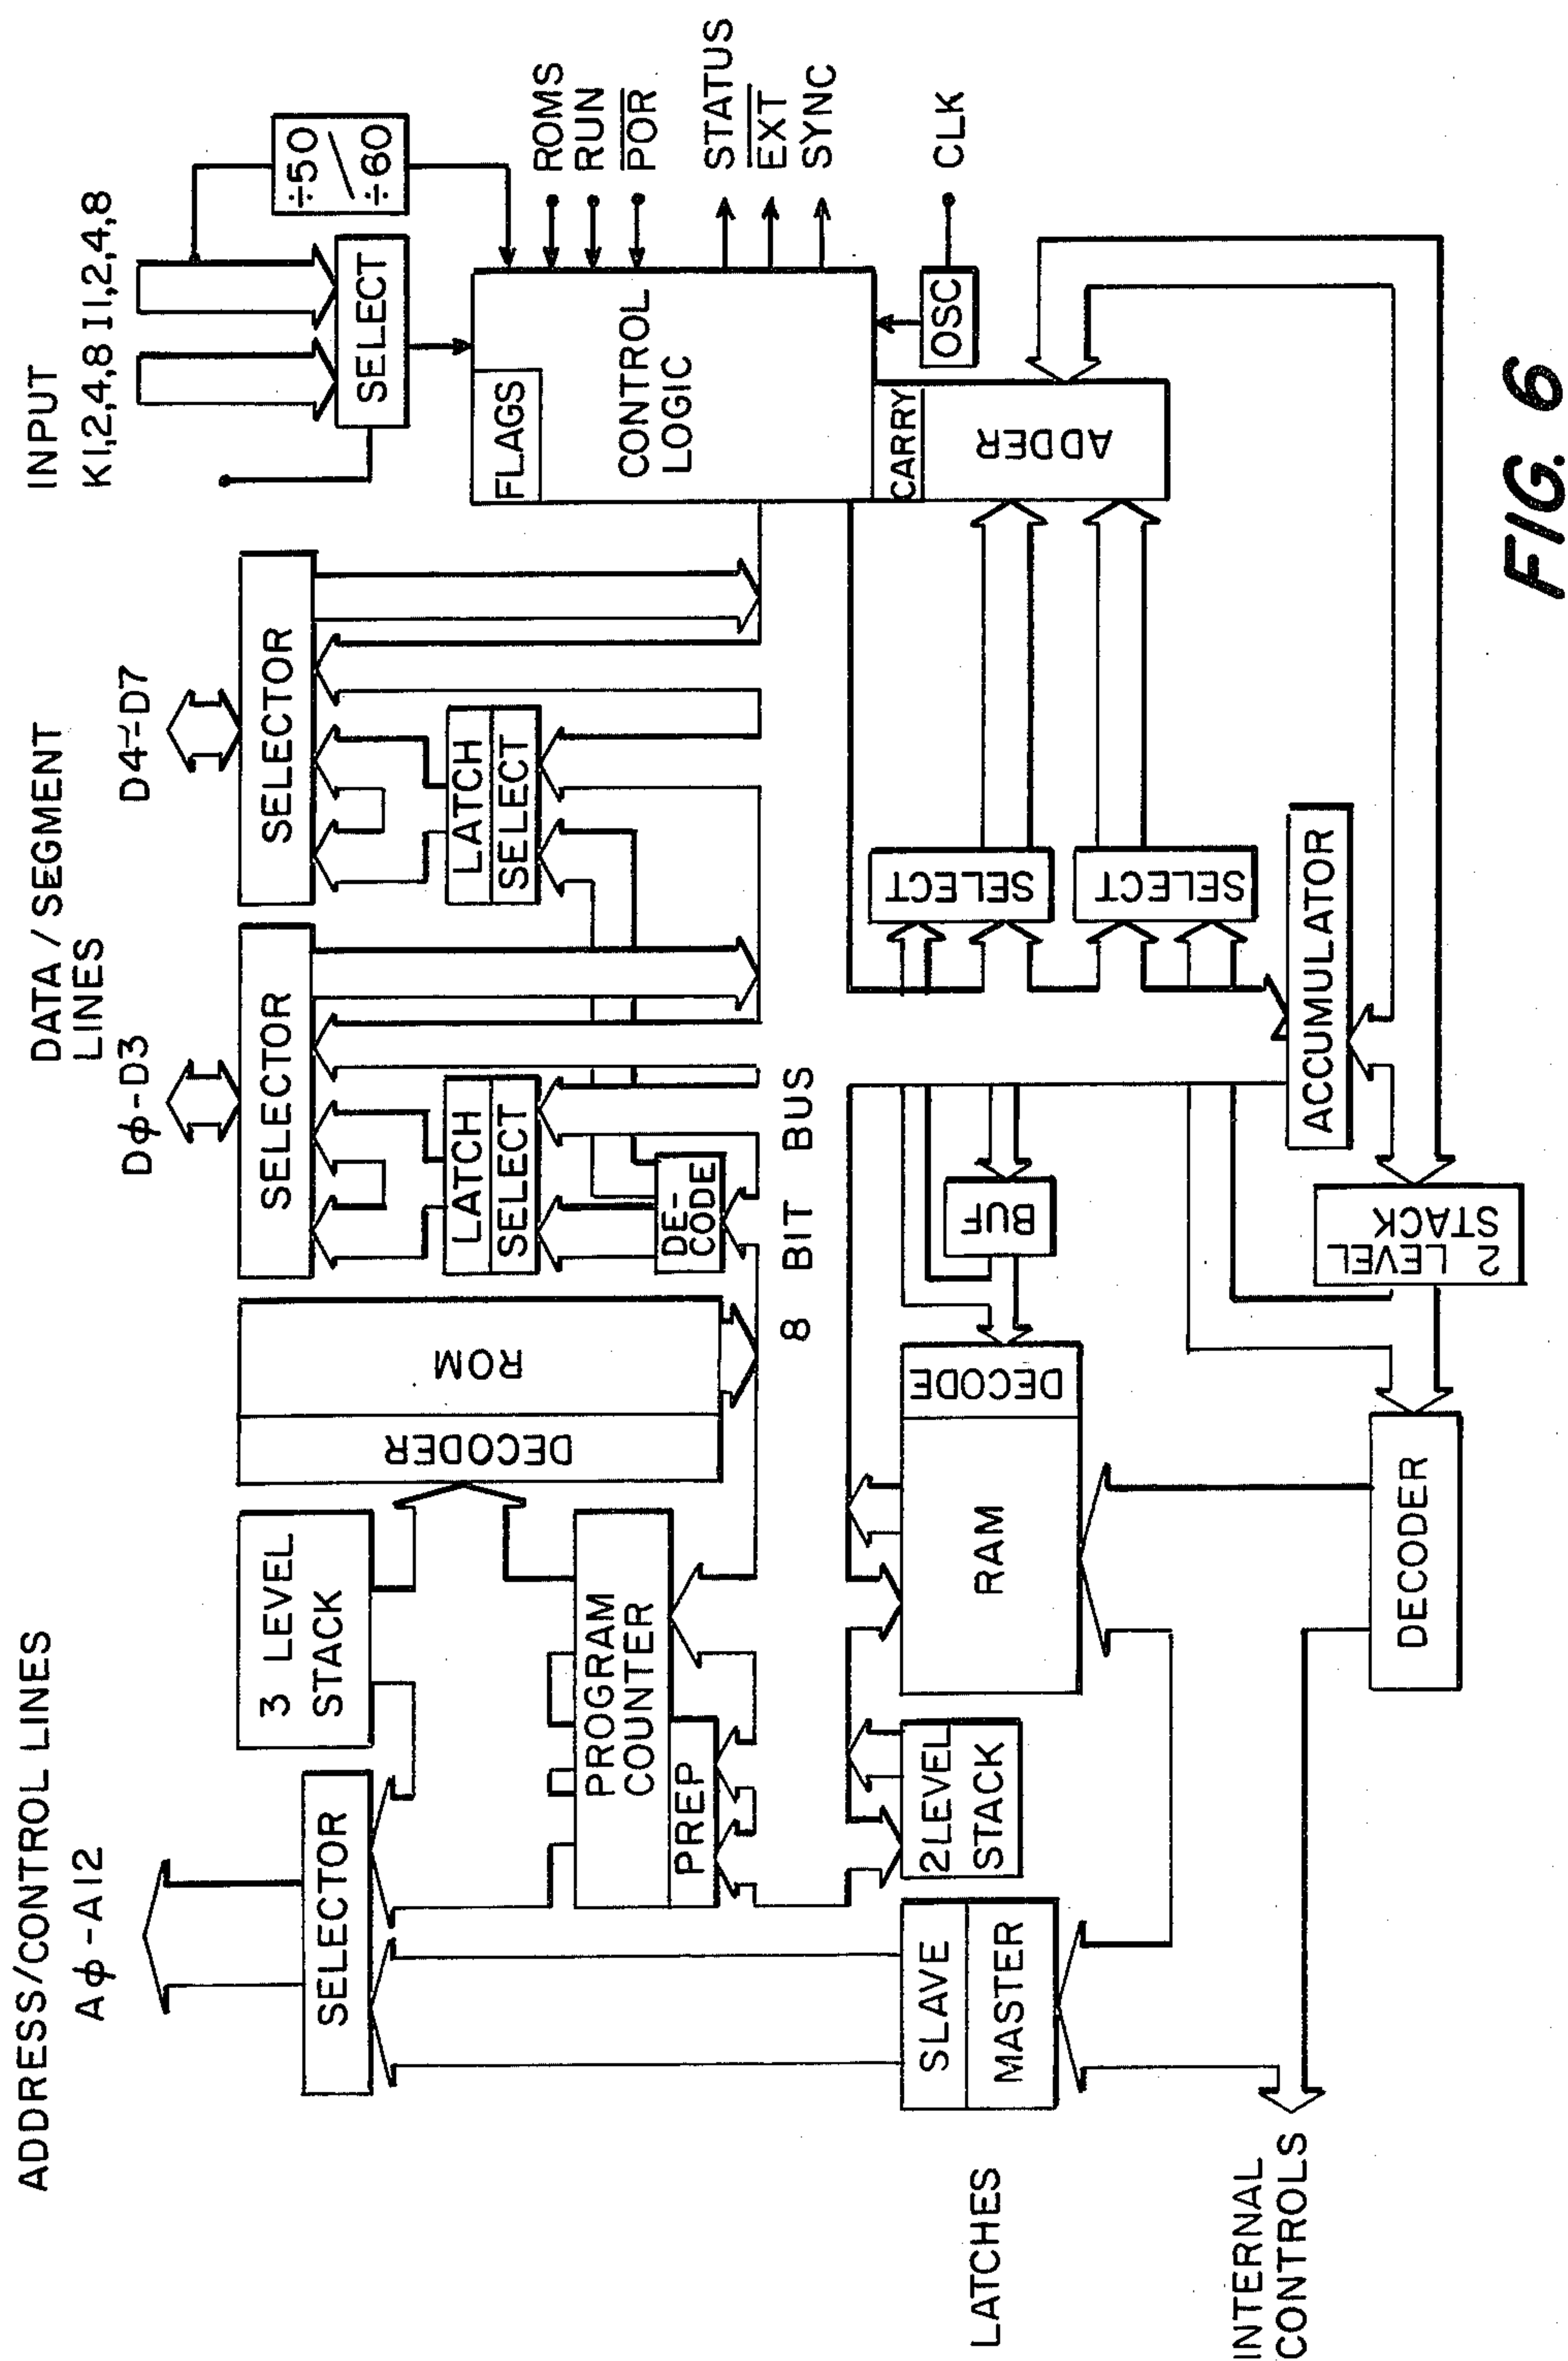 ADDRESS/CONTROL LINES
Aϕ-A12
SELECTOR
3 LEVEL
STACK
PROGRAM
COUNTER
PREP
DECODER
ROM
DATA / SEGMENT
LINES
Dϕ-D3
D4-D7
SELECTOR
SELECTOR
LATCH
SELECT
LATCH
SELECT
DE-
CODE
INPUT
K1,2,4,8 I1,2,4,8
SELECT
÷50
/
÷60
FLAGS
CONTROL
LOGIC
ROMS
RUN
POR
STATUS
EXT
SYNC
CLK
OSC
CARRY
ADDER
8 BIT BUS
LATCHES
SLAVE
MASTER
2 LEVEL
STACK
RAM
DECODE
BUF
SELECT
SELECT
ACCUMULATOR
2 LEVEL
STACK
DECODER
INTERNAL
CONTROLS
FIG. 6